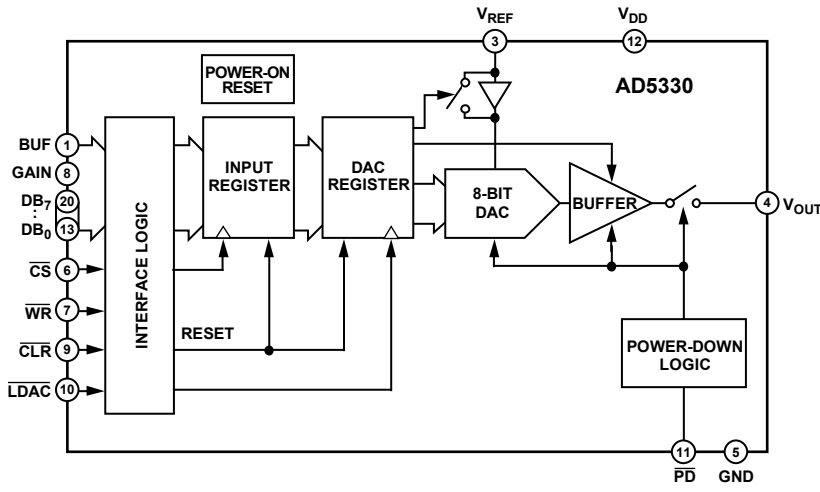 V_REF
V_DD
3
12
POWER-ON
RESET
AD5330
BUF 1
GAIN 8
DB7 20
:
DB0 13
CS 6
WR 7
CLR 9
LDAC 10
INTERFACE LOGIC
INPUT
REGISTER
DAC
REGISTER
8-BIT
DAC
BUFFER
4 VOUT
RESET
POWER-DOWN
LOGIC
11
5
PD
GND